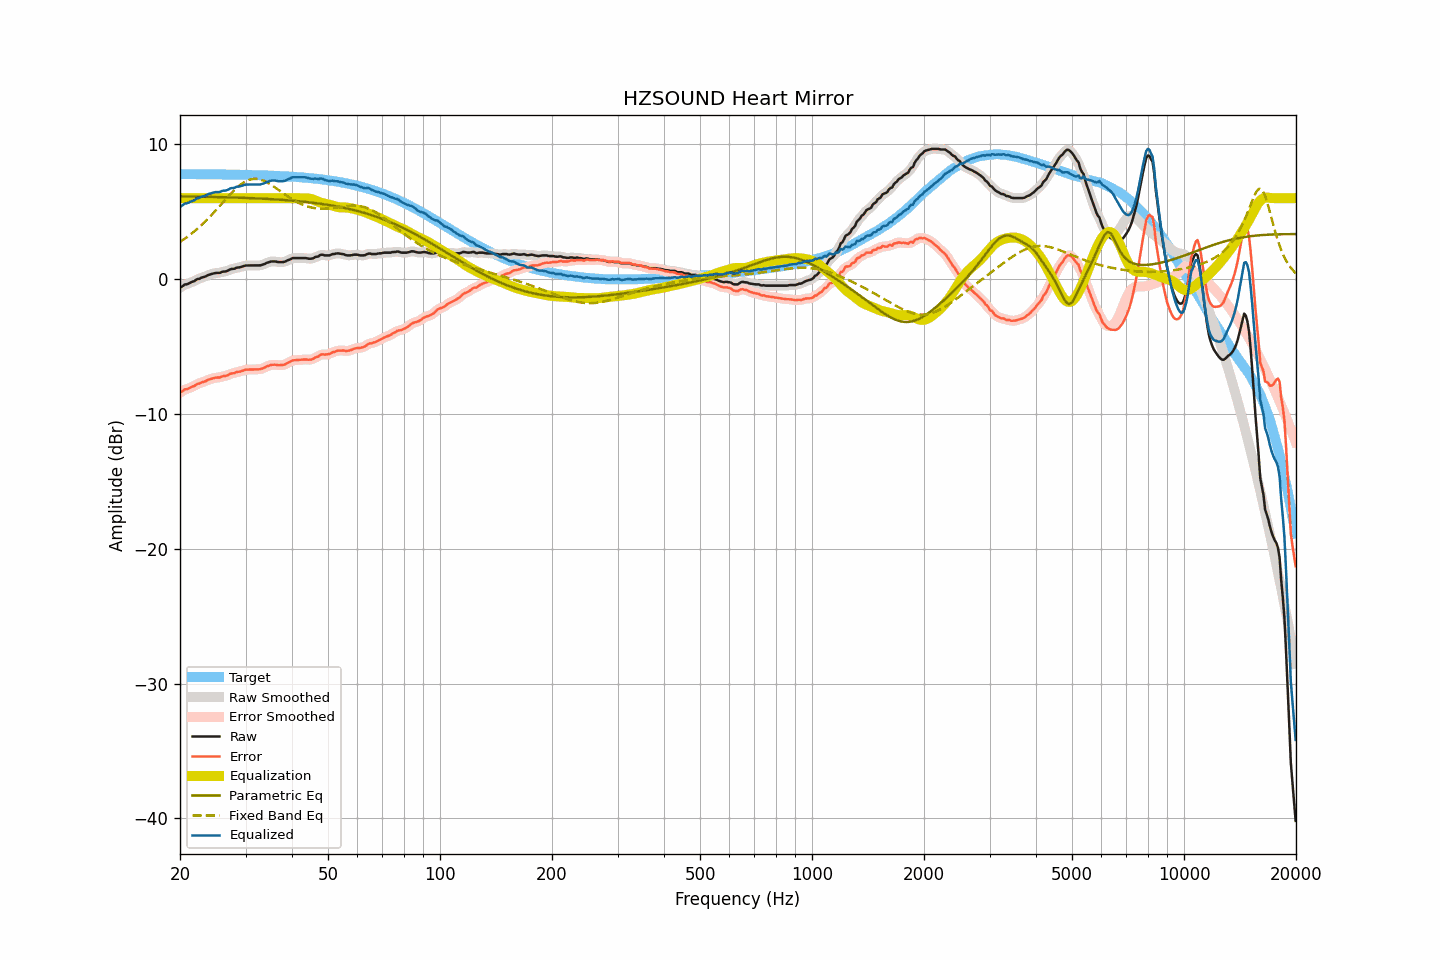 HZSOUND Heart Mirror
Amplitude (dBr)
10
0
−10
−20
−30
−40
Target
Raw Smoothed
Error Smoothed
Raw
Error
Equalization
Parametric Eq
Fixed Band Eq
Equalized
20 50 100 200 500 1000 2000 5000 10000 20000
Frequency (Hz)